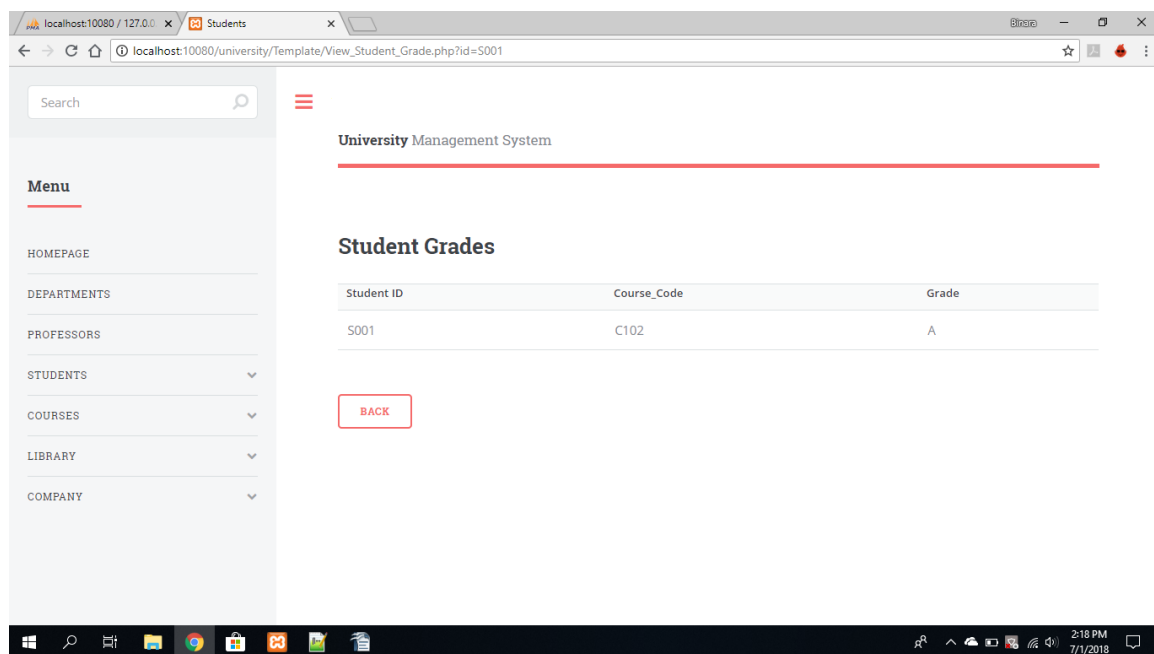 localhost:10080 / 127.0.0. Students Binara
localhost:10080/university/Template/View_Student_Grade.php?id=S001
Search
University Management System
Menu
HOMEPAGE
DEPARTMENTS
PROFESSORS
STUDENTS
COURSES
LIBRARY
COMPANY
Student Grades
Student ID Course_Code Grade
S001 C102 A
BACK
2:18 PM
7/1/2018